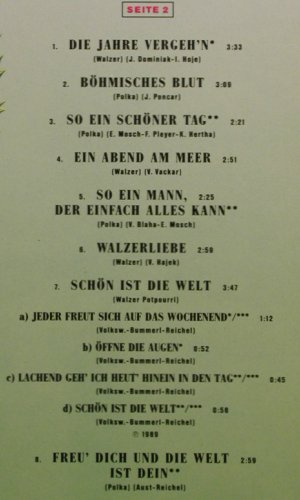 SEITE 2
1. DIE JAHRE VERGEH'N* 3:33
(Walzer) (J. Dominiak-I. Hoje)
2. BÖHMISCHES BLUT 3:09
(Polka) (J. Poncar)
3. SO EIN SCHÖNER TAG** 2:21
(Polka) (E. Mosch-F. Pleyer-K. Hertha)
4. EIN ABEND AM MEER 2:51
(Walzer) (V. Vackar)
5. SO EIN MANN, 2:25
DER EINFACH ALLES KANN**
(Polka) (V. Blaha-E. Mosch)
6. WALZERLIEBE 2:59
(Walzer) (V. Hajek)
7. SCHÖN IST DIE WELT 3:47
(Walzer Potpourri)
a) JEDER FREUT SICH AUF DAS WOCHENEND*/*** 1:12
(Volksw.-Bummerl-Reichel)
b) ÖFFNE DIE AUGEN* 0:52
(Volksw.-Bummerl-Reichel)
c) LACHEND GEH' ICH HEUT' HINEIN IN DEN TAG**/*** 0:45
(Volksw.-Bummerl-Reichel)
d) SCHÖN IST DIE WELT**/*** 0:58
(Volksw.-Bummerl-Reichel)
℗ 1989
8. FREU' DICH UND DIE WELT 2:59
IST DEIN**
(Polka) (Aust-Reichel)